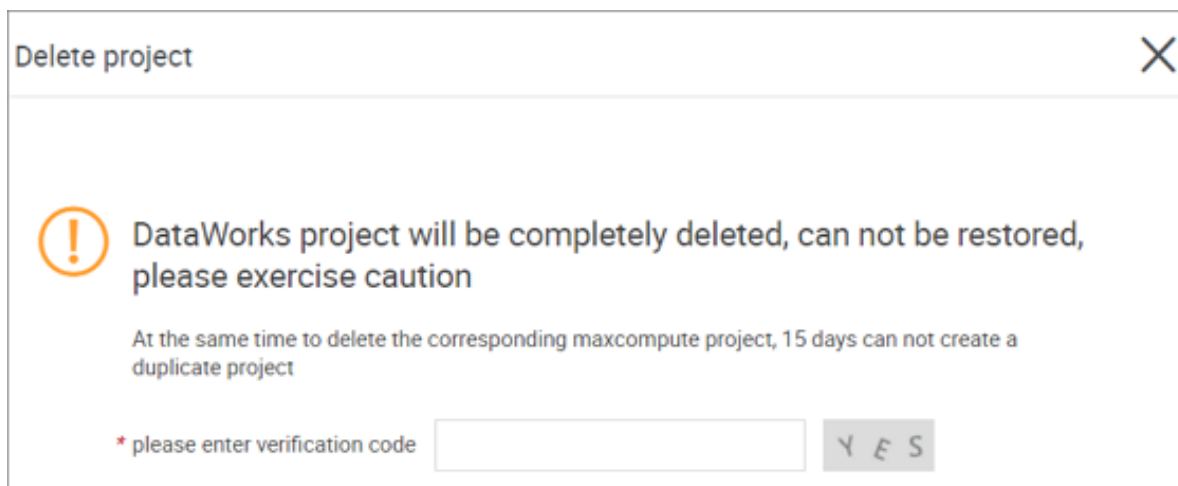 Delete project
DataWorks project will be completely deleted, can not be restored,
please exercise caution
At the same time to delete the corresponding maxcompute project, 15 days can not create a
duplicate project
* please enter verification code
YES